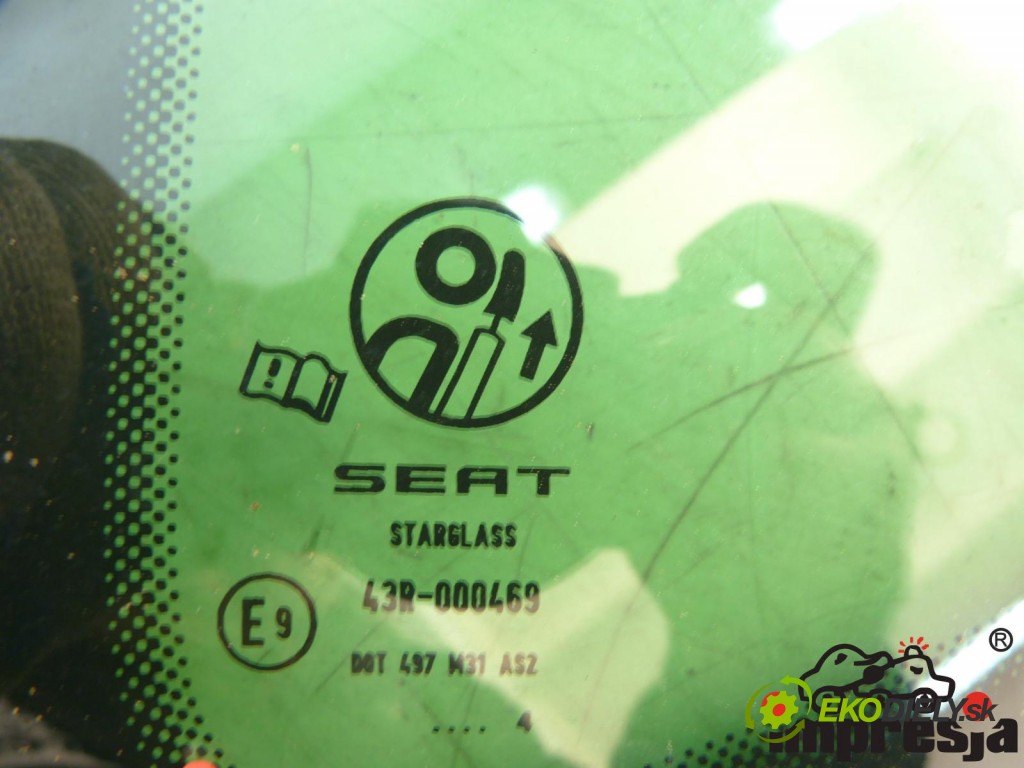 !
SEAT
STARGLASS
43R-000469
E9
DOT 497 M31 AS2
.... 4
®
EKODIELY.sk
impresja